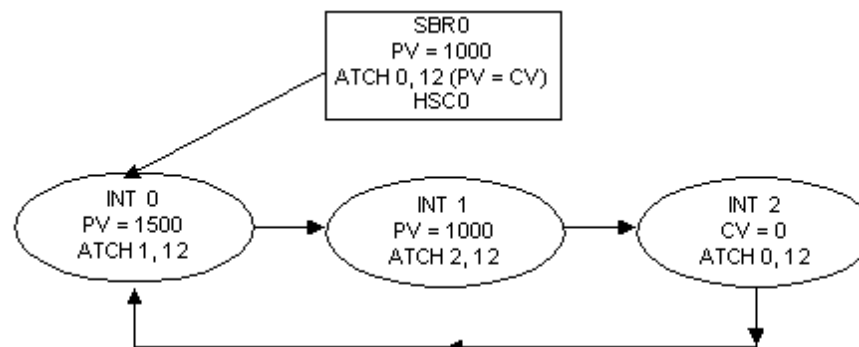 SBR0
PV = 1000
ATCH 0, 12 (PV = CV)
HSC0
INT 0
PV = 1500
ATCH 1, 12
INT 1
PV = 1000
ATCH 2, 12
INT 2
CV = 0
ATCH 0, 12